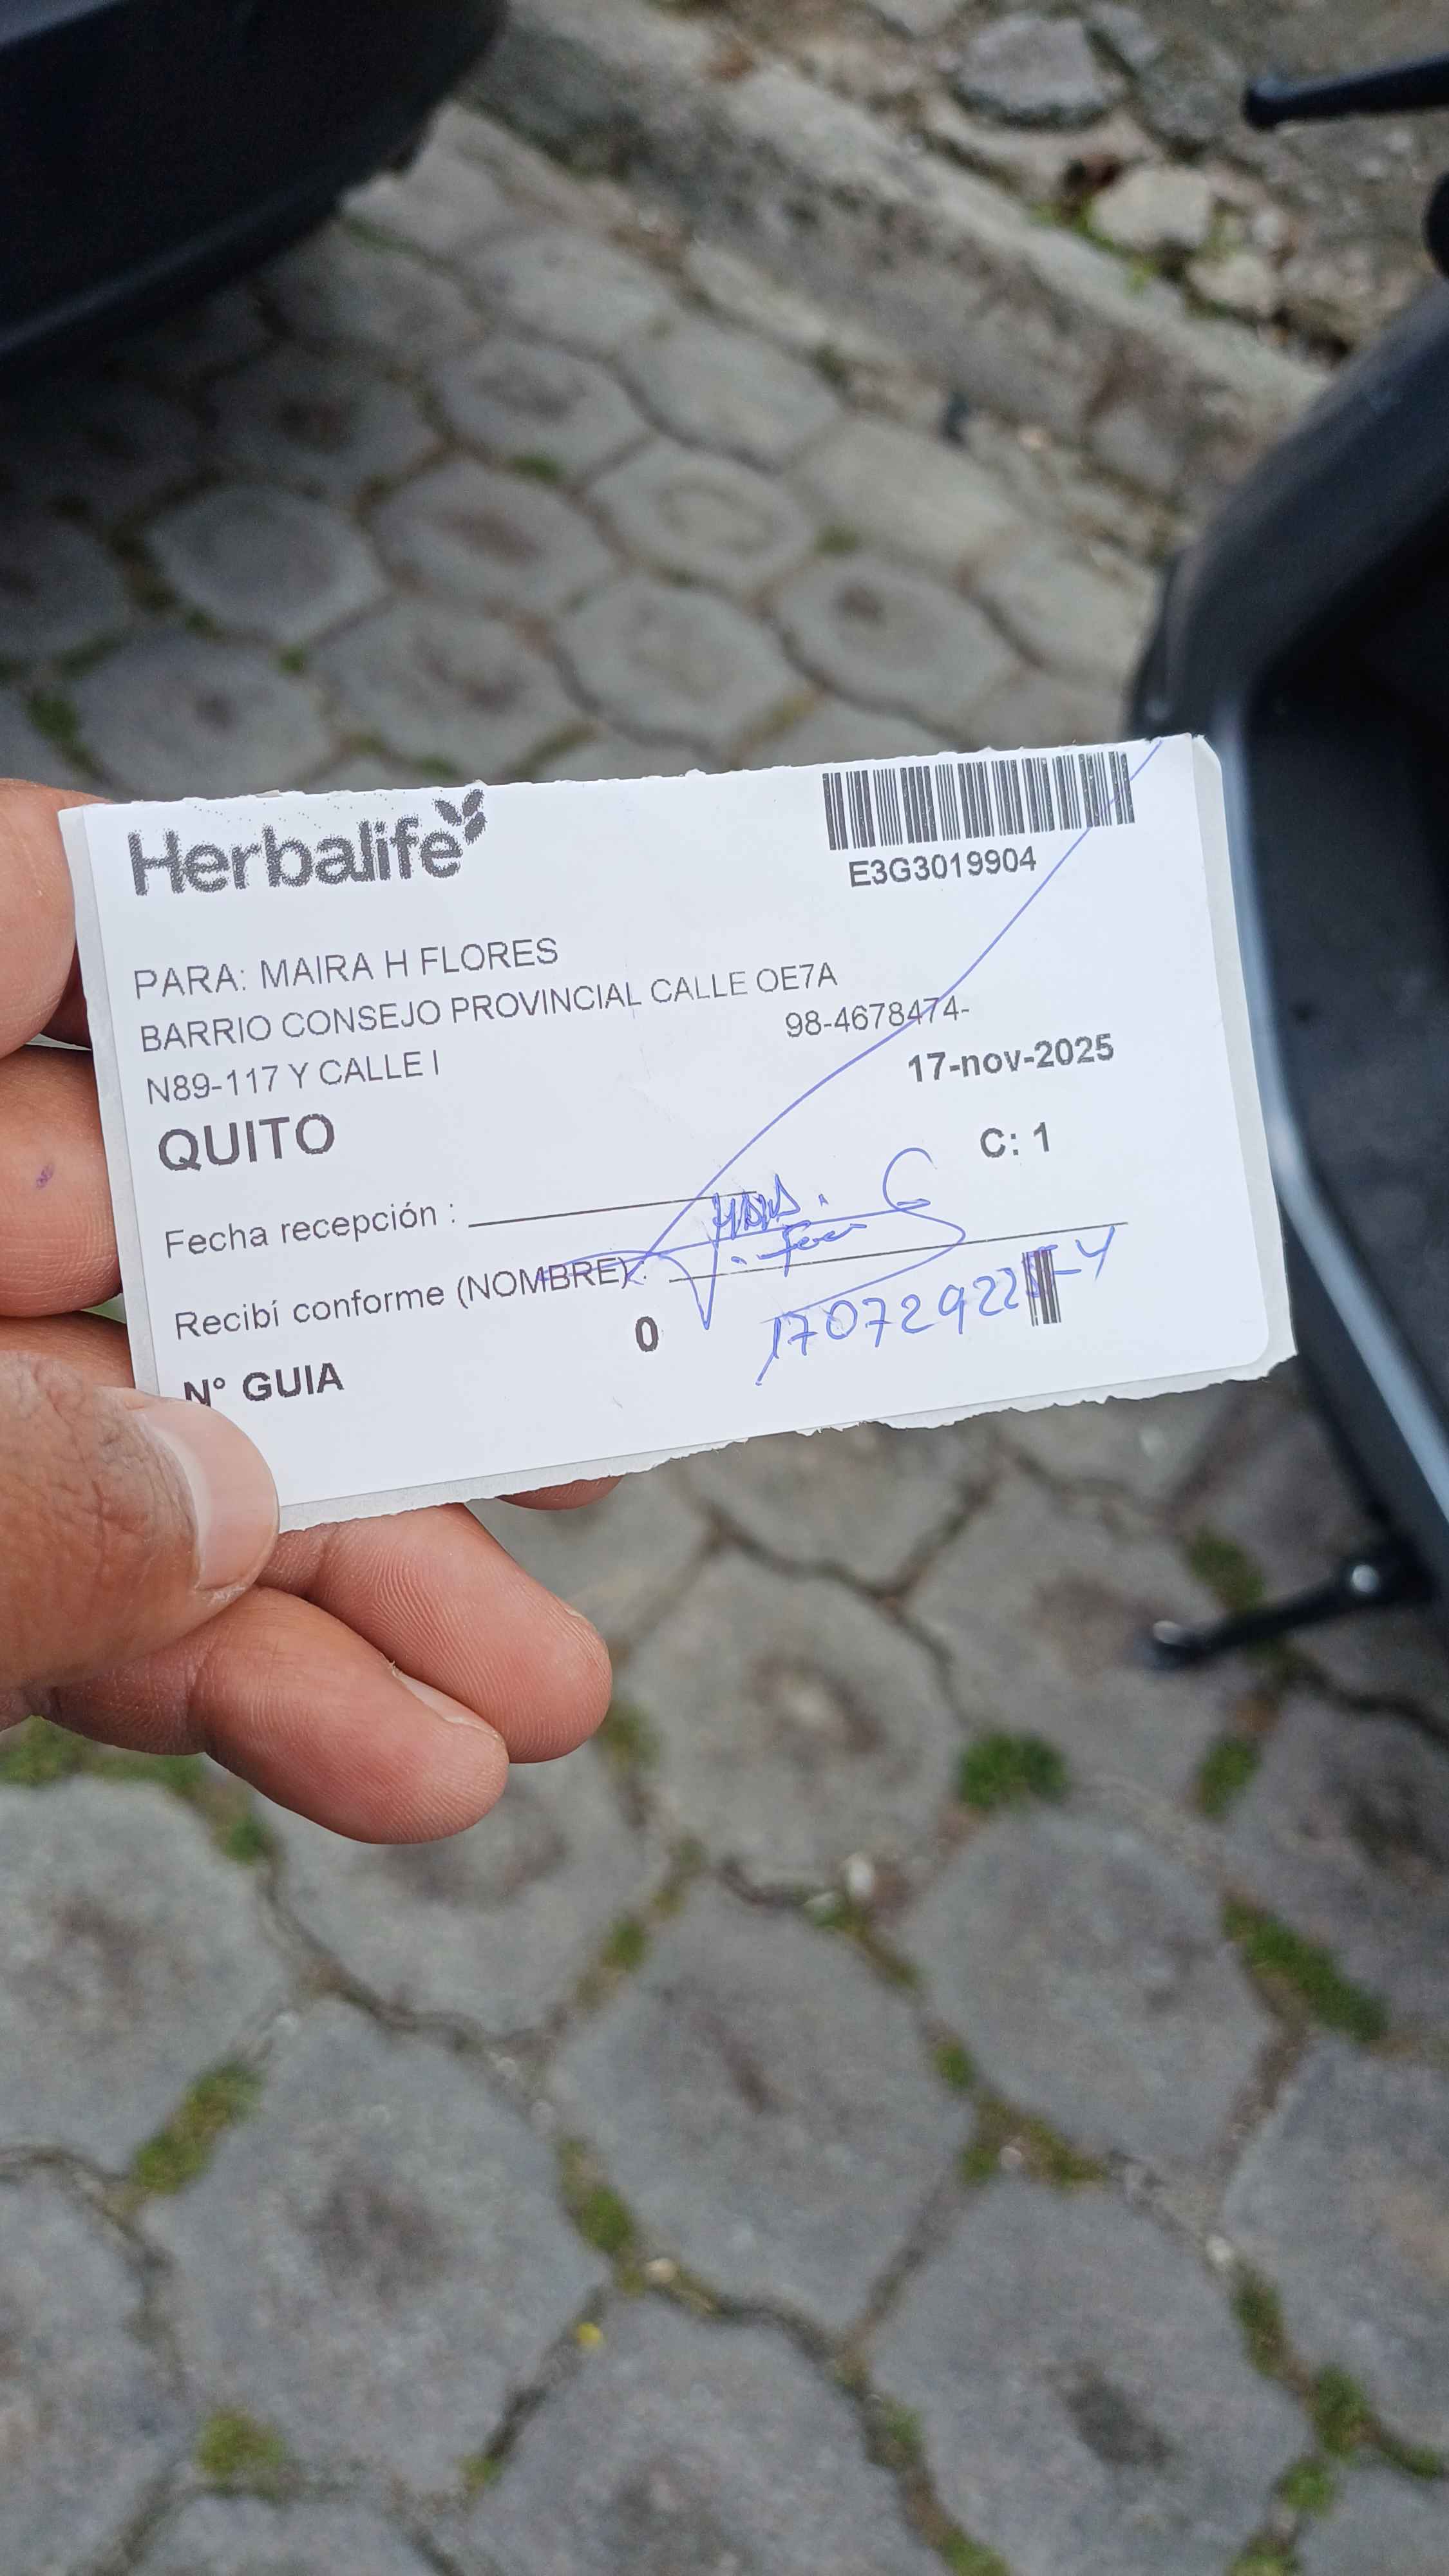 Herbalife
E3G3019904
PARA: MAIRA H FLORES
BARRIO CONSEJO PROVINCIAL CALLE OE7A
98-4678474-
N89-117 Y CALLE I
17-nov-2025
QUITO
C: 1
Fecha recepción :
Recibí conforme (NOMBRE):
N° GUIA
0